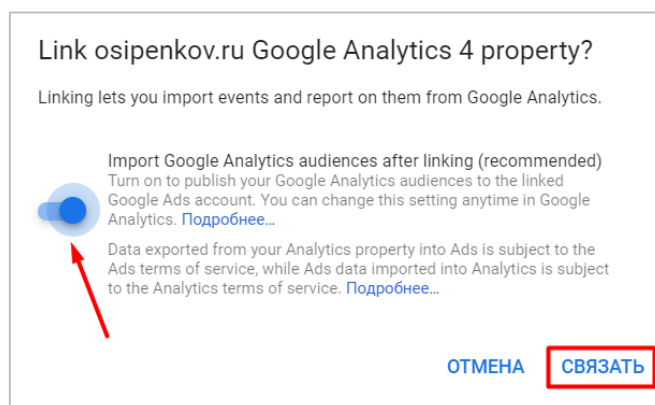 Link osipenkov.ru Google Analytics 4 property?
Linking lets you import events and report on them from Google Analytics.
Import Google Analytics audiences after linking (recommended)
Turn on to publish your Google Analytics audiences to the linked
Google Ads account. You can change this setting anytime in Google
Analytics. Подробнее…
Data exported from your Analytics property into Ads is subject to the
Ads terms of service, while Ads data imported into Analytics is subject
to the Analytics terms of service. Подробнее…
ОТМЕНА СВЯЗАТЬ